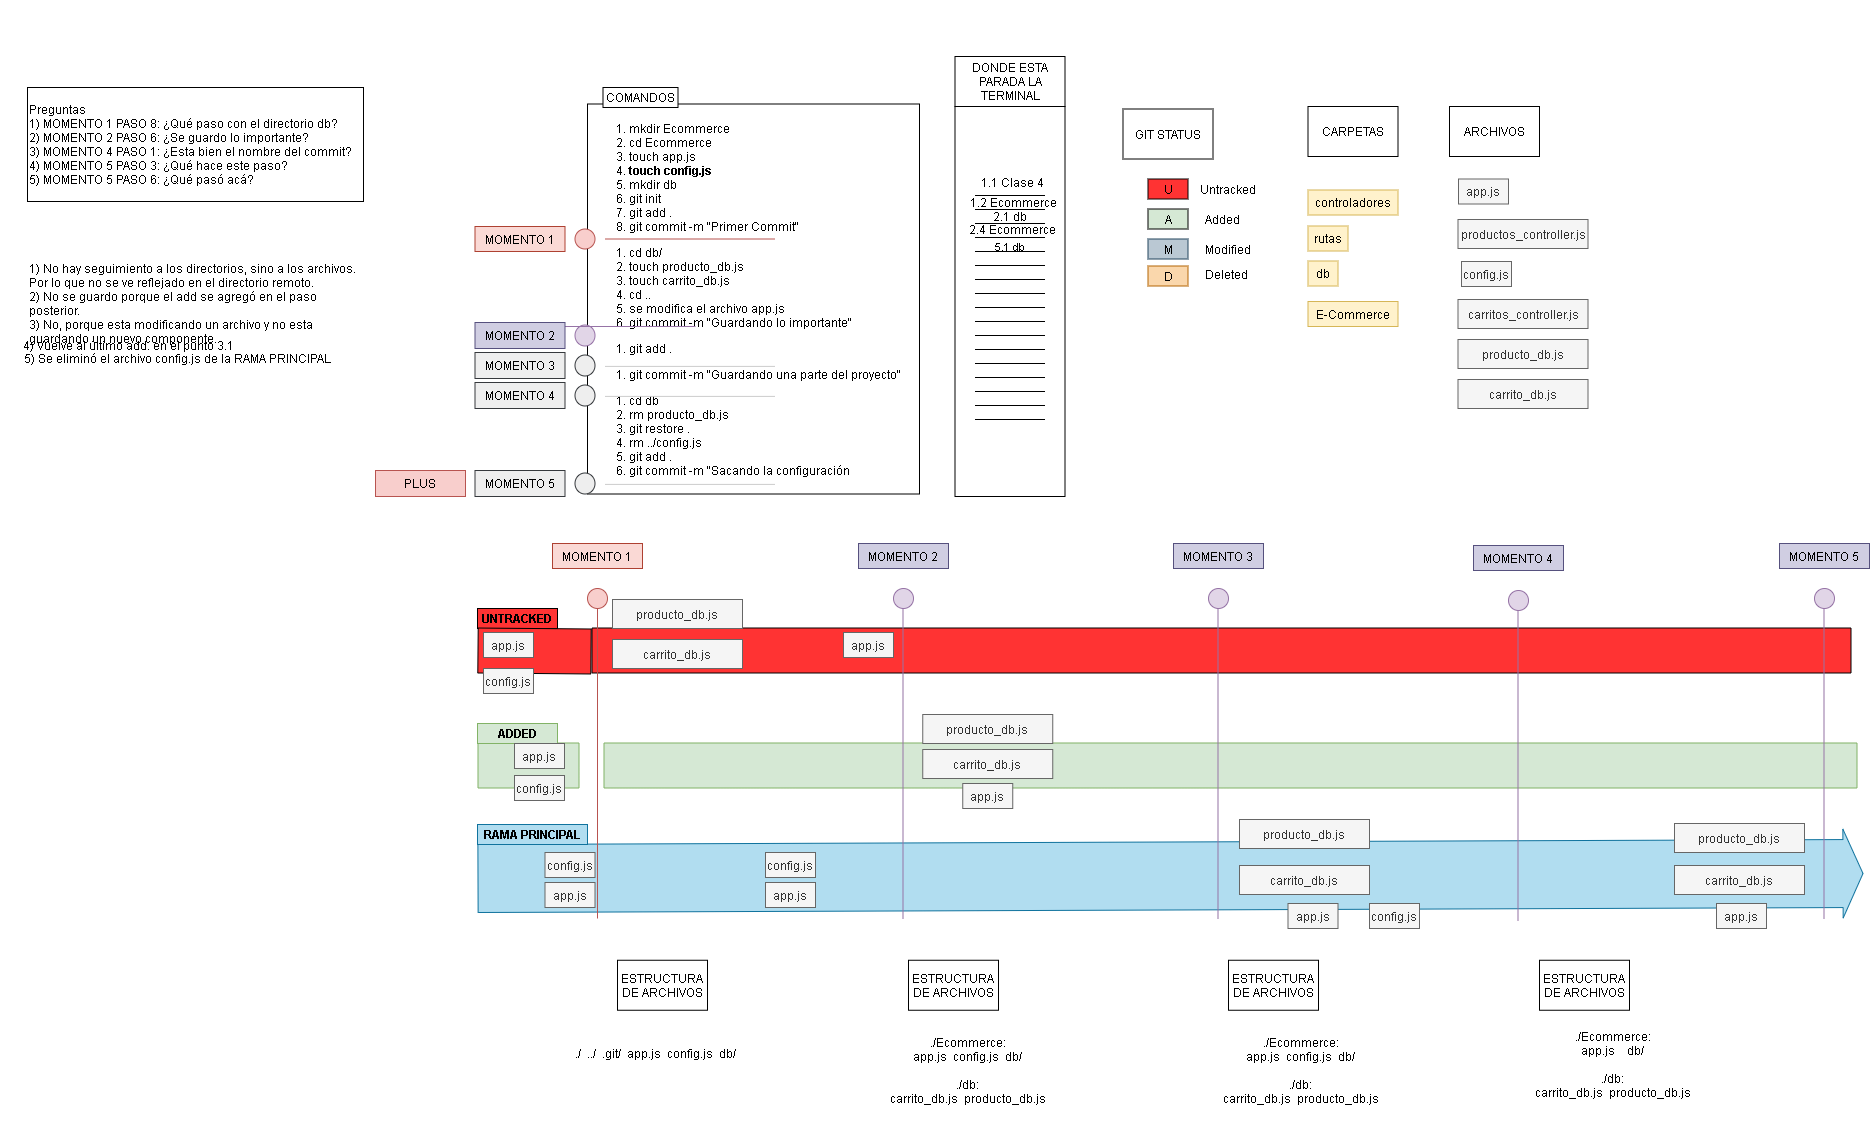 Preguntas
1) MOMENTO 1 PASO 8: ¿Qué paso con el directorio db?
2) MOMENTO 2 PASO 6: ¿Se guardo lo importante?
3) MOMENTO 4 PASO 1: ¿Esta bien el nombre del commit?
4) MOMENTO 5 PASO 3: ¿Qué hace este paso?
5) MOMENTO 5 PASO 6: ¿Qué pasó acá?
1) No hay seguimiento a los directorios, sino a los archivos.
Por lo que no se ve reflejado en el directorio remoto.
2) No se guardo porque el add se agregó en el paso
posterior.
3) No, porque esta modificando un archivo y no esta
guardando un nuevo componente.
4) Vuelve al ultimo add. en el punto 3.1
5) Se eliminó el archivo config.js de la RAMA PRINCIPAL
COMANDOS
1. mkdir Ecommerce
2. cd Ecommerce
3. touch app.js
4. touch config.js
5. mkdir db
6. git init
7. git add .
8. git commit -m "Primer Commit"
MOMENTO 1
1. cd db/
2. touch producto_db.js
3. touch carrito_db.js
4. cd ..
5. se modifica el archivo app.js
6. git commit -m "Guardando lo importante"
MOMENTO 2
1. git add .
MOMENTO 3
1. git commit -m "Guardando una parte del proyecto"
MOMENTO 4
1. cd db
2. rm producto_db.js
3. git restore .
4. rm ../config.js
5. git add .
6. git commit -m "Sacando la configuración
PLUS
MOMENTO 5
DONDE ESTA
PARADA LA
TERMINAL
1.1 Clase 4
1.2 Ecommerce
2.1 db
2.4 Ecommerce
5.1 db
GIT STATUS
U Untracked
A Added
M Modified
D Deleted
CARPETAS
controladores
rutas
db
E-Commerce
ARCHIVOS
app.js
productos_controller.js
config.js
carritos_controller.js
producto_db.js
carrito_db.js
MOMENTO 1
MOMENTO 2
MOMENTO 3
MOMENTO 4
MOMENTO 5
UNTRACKED
app.js
config.js
producto_db.js
carrito_db.js
app.js
ADDED
app.js
config.js
producto_db.js
carrito_db.js
app.js
RAMA PRINCIPAL
config.js
app.js
config.js
app.js
producto_db.js
carrito_db.js
app.js
config.js
producto_db.js
carrito_db.js
app.js
ESTRUCTURA
DE ARCHIVOS
./ ../ .git/ app.js config.js db/
ESTRUCTURA
DE ARCHIVOS
./Ecommerce:
app.js config.js db/
./db:
carrito_db.js producto_db.js
ESTRUCTURA
DE ARCHIVOS
./Ecommerce:
app.js config.js db/
./db:
carrito_db.js producto_db.js
ESTRUCTURA
DE ARCHIVOS
./Ecommerce:
app.js db/
./db:
carrito_db.js producto_db.js